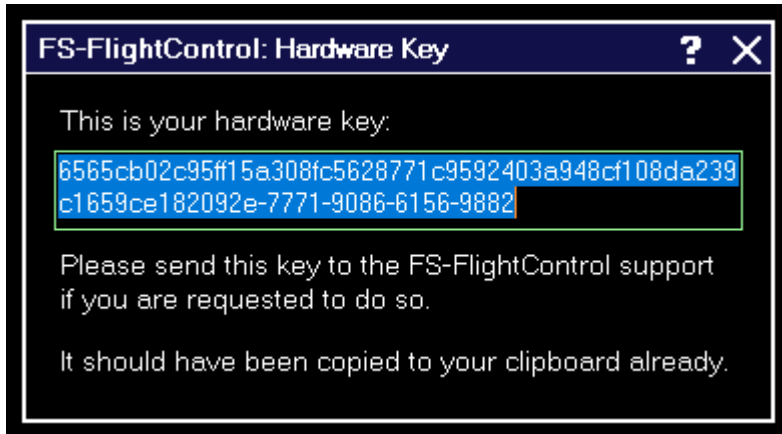 FS-FlightControl: Hardware Key ? X
This is your hardware key:
6565cb02c95ff15a308fc5628771c9592403a948cf108da239
c1659ce182092e-7771-9086-6156-9882
Please send this key to the FS-FlightControl support
if you are requested to do so.
It should have been copied to your clipboard already.